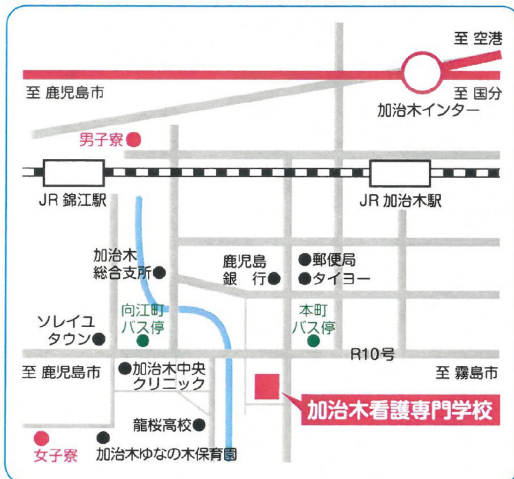 至 空港
至 鹿児島市
至 国分
加治木インター
男子寮
JR 錦江駅
JR 加治木駅
加治木
総合支所
鹿児島
銀　行
郵便局
タイヨー
向江町
バス停
本町
バス停
ソレイユ
タウン
R10号
至 鹿児島市
加治木中央
クリニック
至 霧島市
加治木看護専門学校
龍桜高校
女子寮
加治木ゆなの木保育園